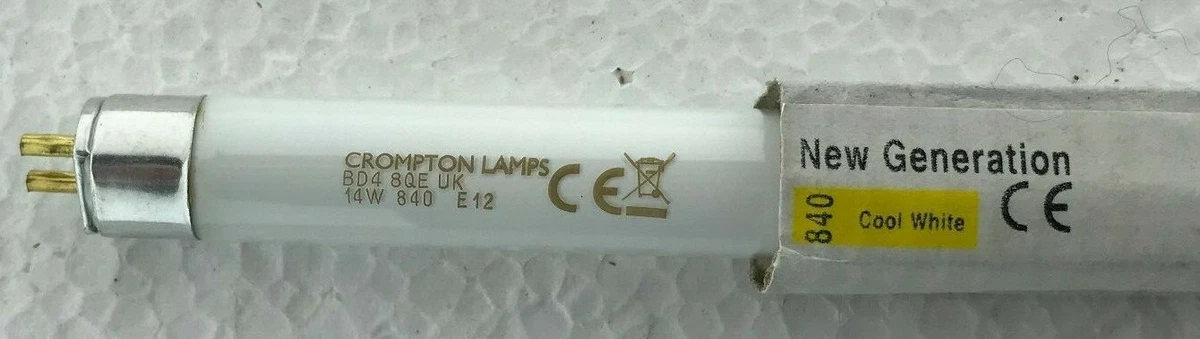 CROMPTON LAMPS
BD4 8QE UK
14W 840 E12
CE
New Generation
840
Cool White
CE